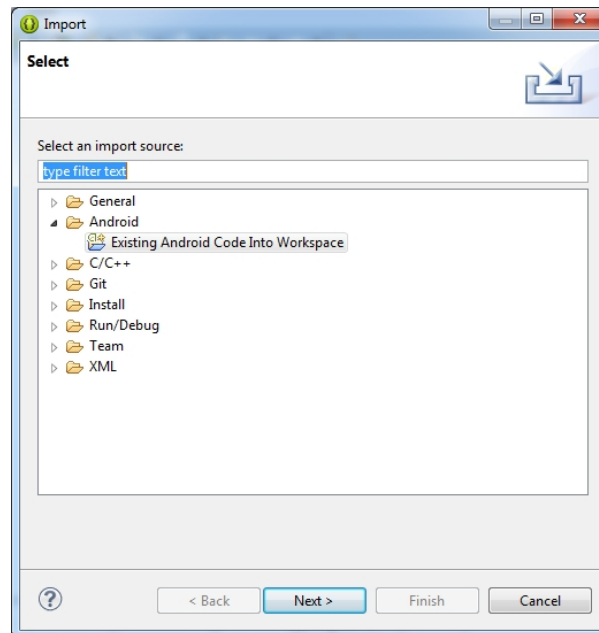 Import
Select
Select an import source:
type filter text
General
Android
Existing Android Code Into Workspace
C/C++
Git
Install
Run/Debug
Team
XML
?
< Back
Next >
Finish
Cancel